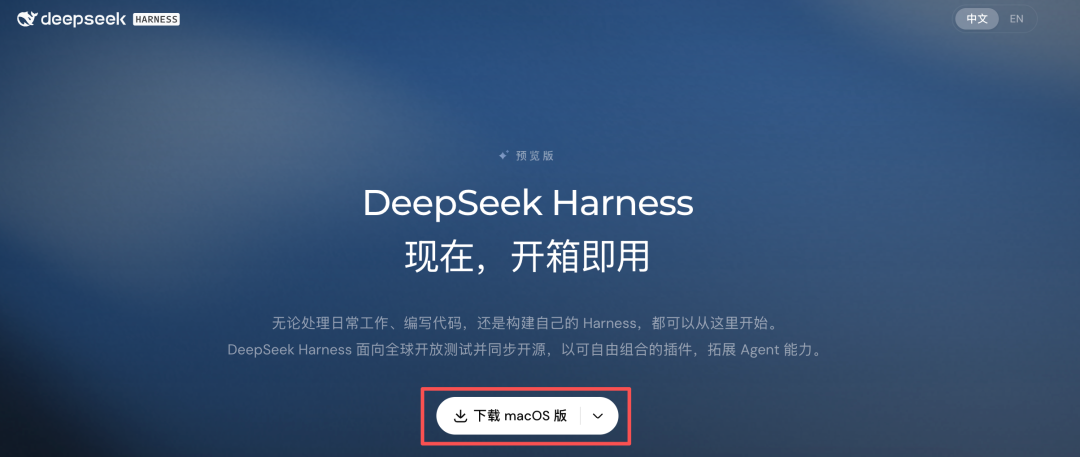 deepseek HARNESS
中文 EN
预览版
DeepSeek Harness
现在，开箱即用
无论处理日常工作、编写代码，还是构建自己的 Harness，都可以从这里开始。
DeepSeek Harness 面向全球开放测试并同步开源，以可自由组合的插件，拓展 Agent 能力。
下载 macOS 版